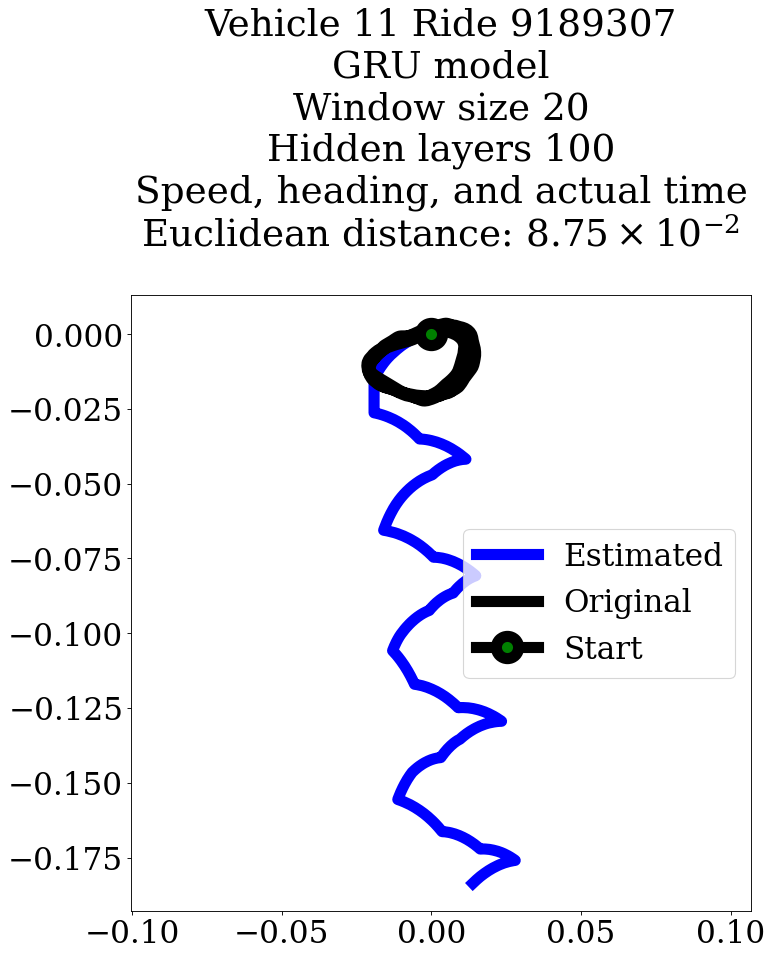 Vehicle 11 Ride 9189307
GRU model
Window size 20
Hidden layers 100
Speed, heading, and actual time
Euclidean distance: 8.75 × 10⁻²
0.000
−0.025
−0.050
−0.075
−0.100
−0.125
−0.150
−0.175
Estimated
Original
Start
−0.10
−0.05
0.00
0.05
0.10